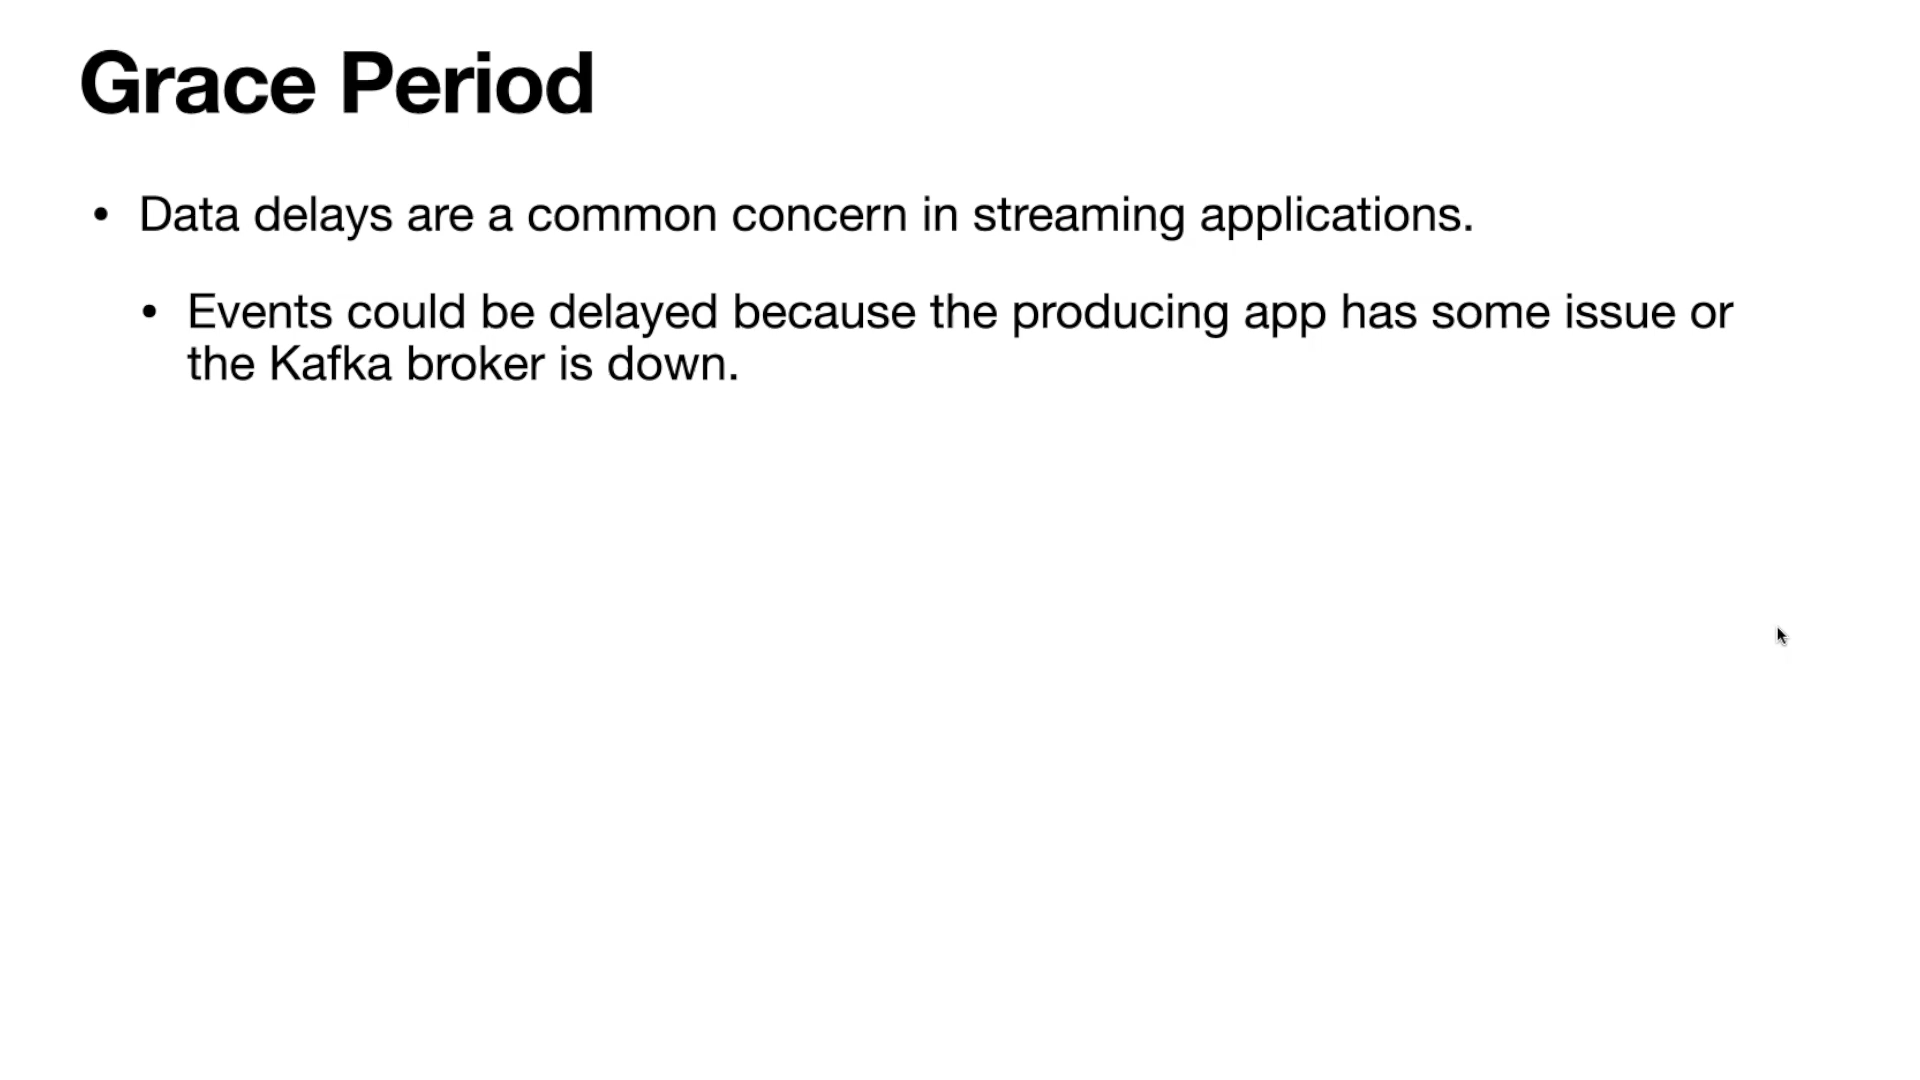 Grace Period
• Data delays are a common concern in streaming applications.
• Events could be delayed because the producing app has some issue or
the Kafka broker is down.